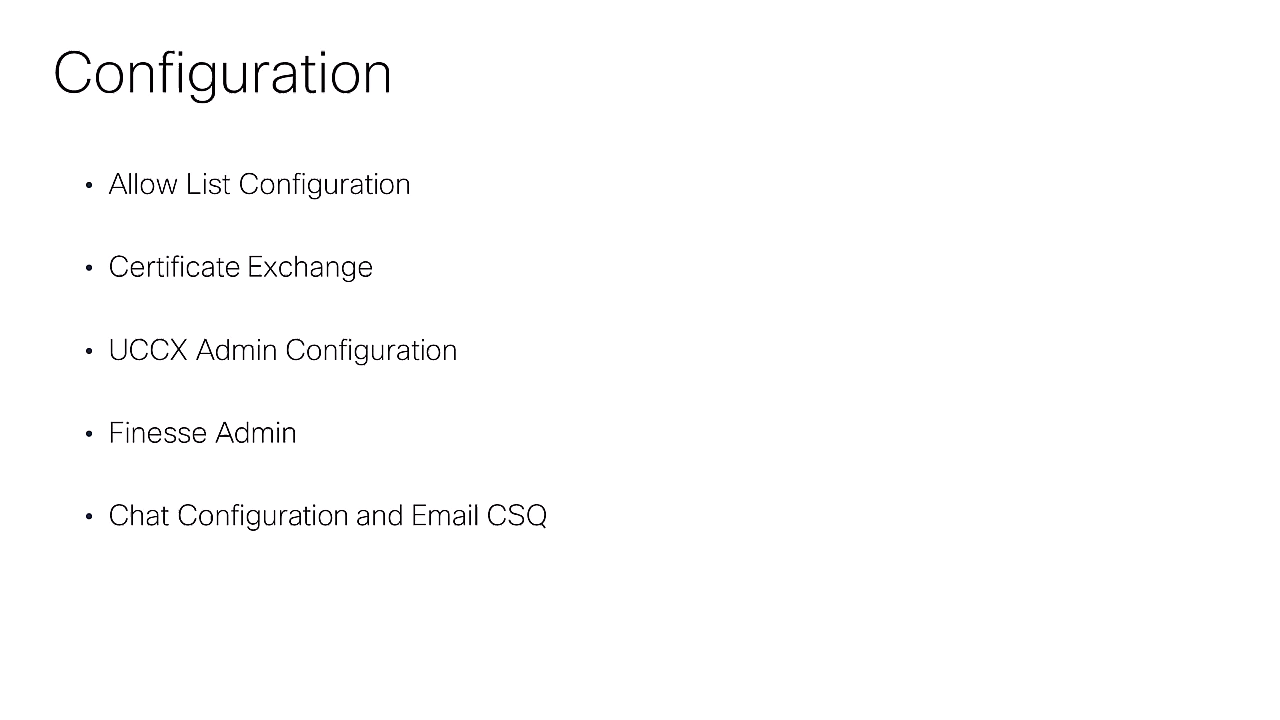 Configuration
• Allow List Configuration
• Certificate Exchange
• UCCX Admin Configuration
• Finesse Admin
• Chat Configuration and Email CSQ